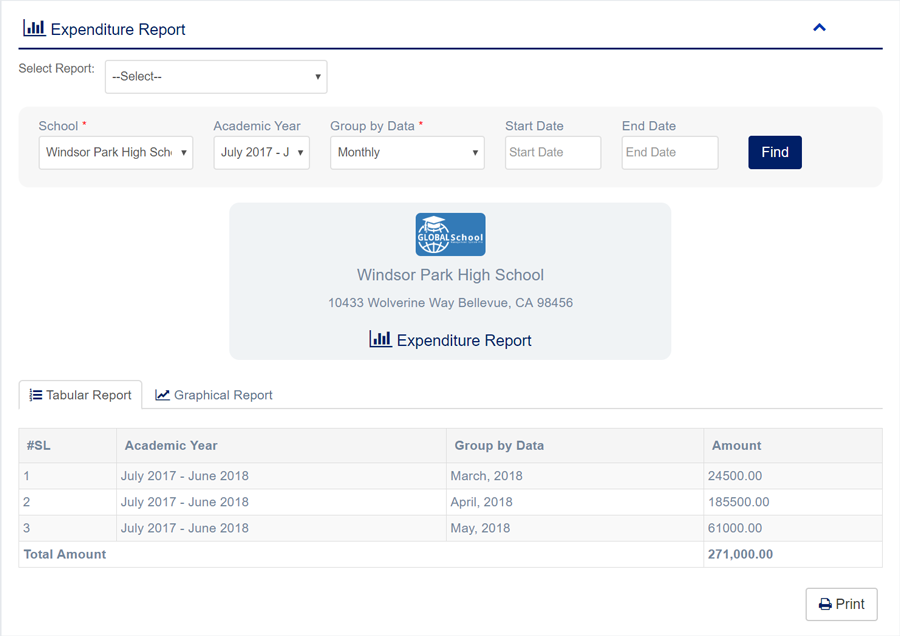 Expenditure Report
Select Report: --Select--
School * Academic Year Group by Data * Start Date End Date
Windsor Park High Sch July 2017 - J Monthly Start Date End Date Find
GLOBAL School
Windsor Park High School
10433 Wolverine Way Bellevue, CA 98456
Expenditure Report
Tabular Report Graphical Report
#SL Academic Year Group by Data Amount
1 July 2017 - June 2018 March, 2018 24500.00
2 July 2017 - June 2018 April, 2018 185500.00
3 July 2017 - June 2018 May, 2018 61000.00
Total Amount 271,000.00
Print